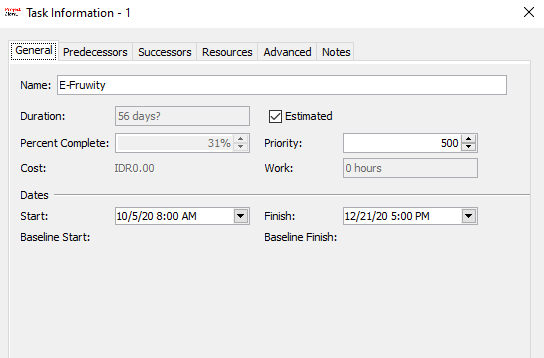 Task Information - 1
General Predecessors Successors Resources Advanced Notes
Name: E-Fruwity
Duration: 56 days? Estimated
Percent Complete: 31% Priority: 500
Cost: IDR0.00 Work: 0 hours
Dates
Start: 10/5/20 8:00 AM Finish: 12/21/20 5:00 PM
Baseline Start: Baseline Finish: